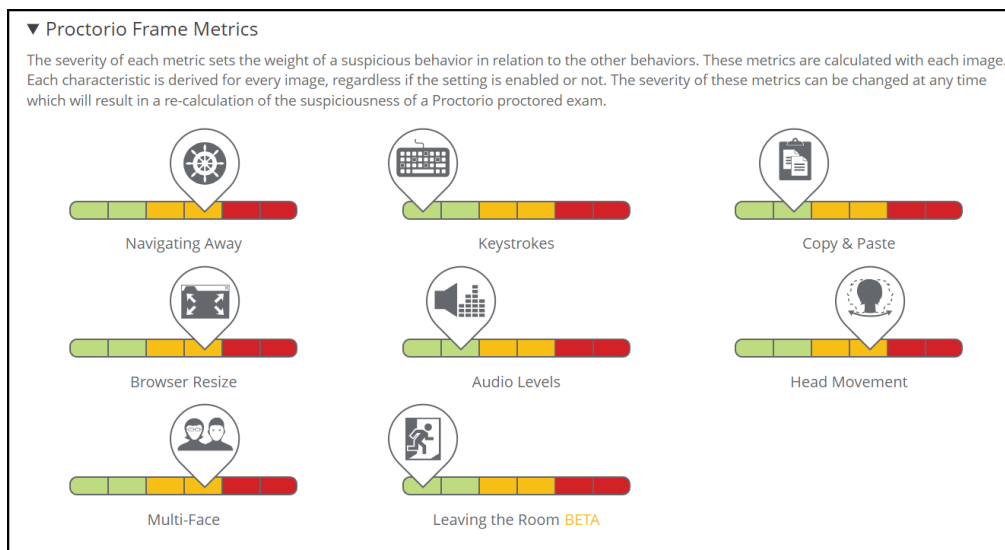 ▼ Proctorio Frame Metrics
The severity of each metric sets the weight of a suspicious behavior in relation to the other behaviors. These metrics are calculated with each image.
Each characteristic is derived for every image, regardless if the setting is enabled or not. The severity of these metrics can be changed at any time
which will result in a re-calculation of the suspiciousness of a Proctorio proctored exam.
Navigating Away
Keystrokes
Copy & Paste
Browser Resize
Audio Levels
Head Movement
Multi-Face
Leaving the Room BETA